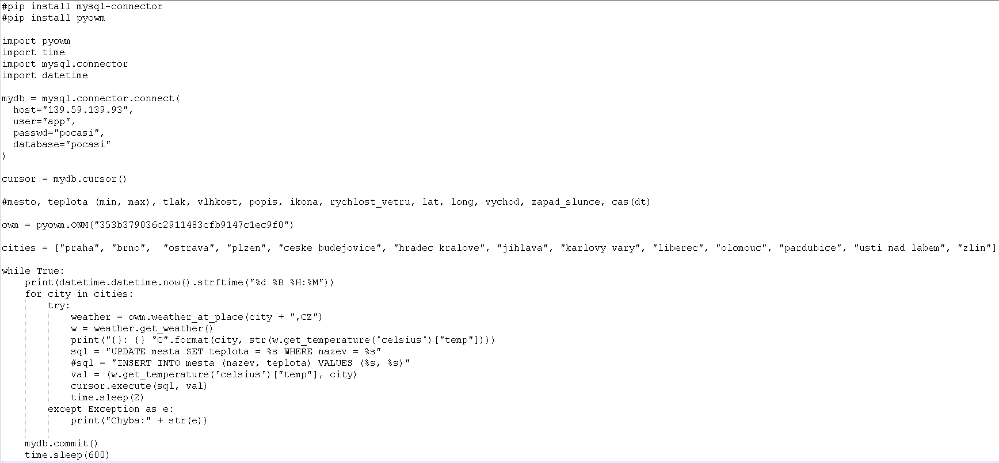 #pip install mysql-connector
#pip install pyowm
import pyowm
import time
import mysql.connector
import datetime
mydb = mysql.connector.connect(
  host="139.59.139.93",
  user="app",
  passwd="pocasi",
  database="pocasi"
)
cursor = mydb.cursor()
#mesto, teplota (min, max), tlak, vlhkost, popis, ikona, rychlost_vetru, lat, long, vychod, zapad_slunce, cas(dt)
owm = pyowm.OWM("353b379036c2911483cfb9147c1ec9f0")
cities = ["praha", "brno",  "ostrava", "plzen", "ceske budejovice", "hradec kralove", "jihlava", "karlovy vary", "liberec", "olomouc", "pardubice", "usti nad labem", "zlin"]
while True:
    print(datetime.datetime.now().strftime("%d %B %H:%M"))
    for city in cities:
        try:
            weather = owm.weather_at_place(city + ",CZ")
            w = weather.get_weather()
            print("{}: {} °C".format(city, str(w.get_temperature('celsius')["temp"])))
            sql = "UPDATE mesta SET teplota = %s WHERE nazev = %s"
            #sql = "INSERT INTO mesta (nazev, teplota) VALUES (%s, %s)"
            val = (w.get_temperature('celsius')["temp"], city)
            cursor.execute(sql, val)
            time.sleep(2)
        except Exception as e:
            print("Chyba:" + str(e))
    mydb.commit()
    time.sleep(600)